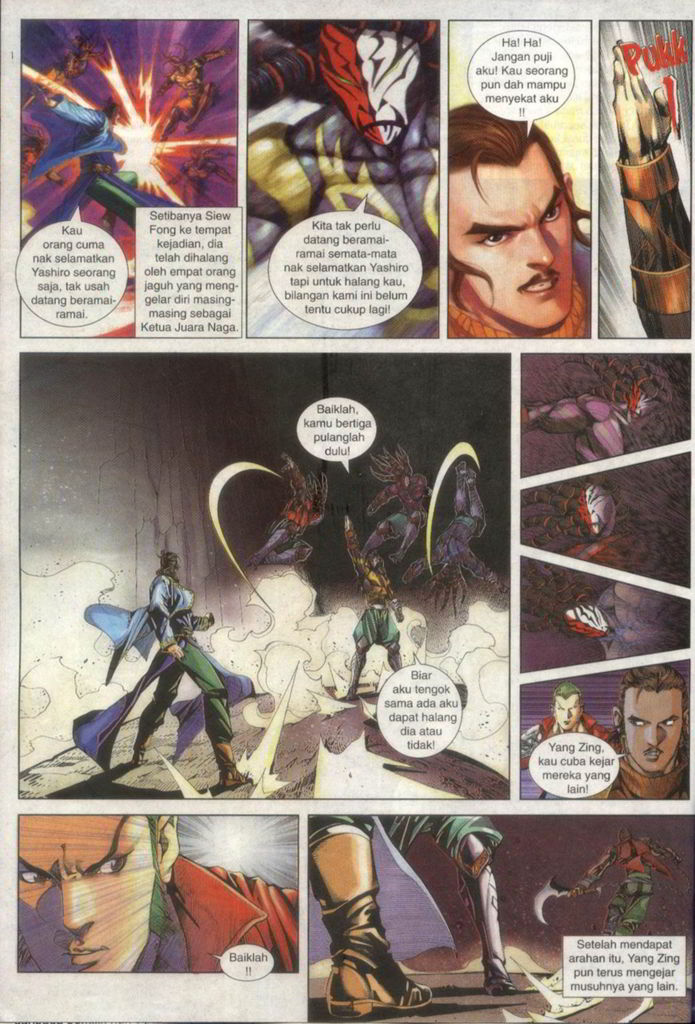 1
Kau
orang cuma
nak selamatkan
Yashiro seorang
saja, tak usah
datang beramai-
ramai.
Setibanya Siew
Fong ke tempat
kejadian, dia
telah dihalang
oleh empat orang
jaguh yang meng-
gelar diri masing-
masing sebagai
Ketua Juara Naga.
Kita tak perlu
datang beramai-
ramai semata-mata
nak selamatkan Yashiro
tapi untuk halang kau,
bilangan kami ini belum
tentu cukup lagi!
Ha! Ha!
Jangan puji
aku! Kau seorang
pun dah mampu
menyekat aku
!!
Pukk
!
Baiklah,
kamu bertiga
pulanglah
dulu!
Biar
aku tengok
sama ada aku
dapat halang
dia atau
tidak!
Yang Zing,
kau cuba kejar
mereka yang
lain!
Baiklah
!!
Setelah mendapat
arahan itu, Yang Zing
pun terus mengejar
musuhnya yang lain.